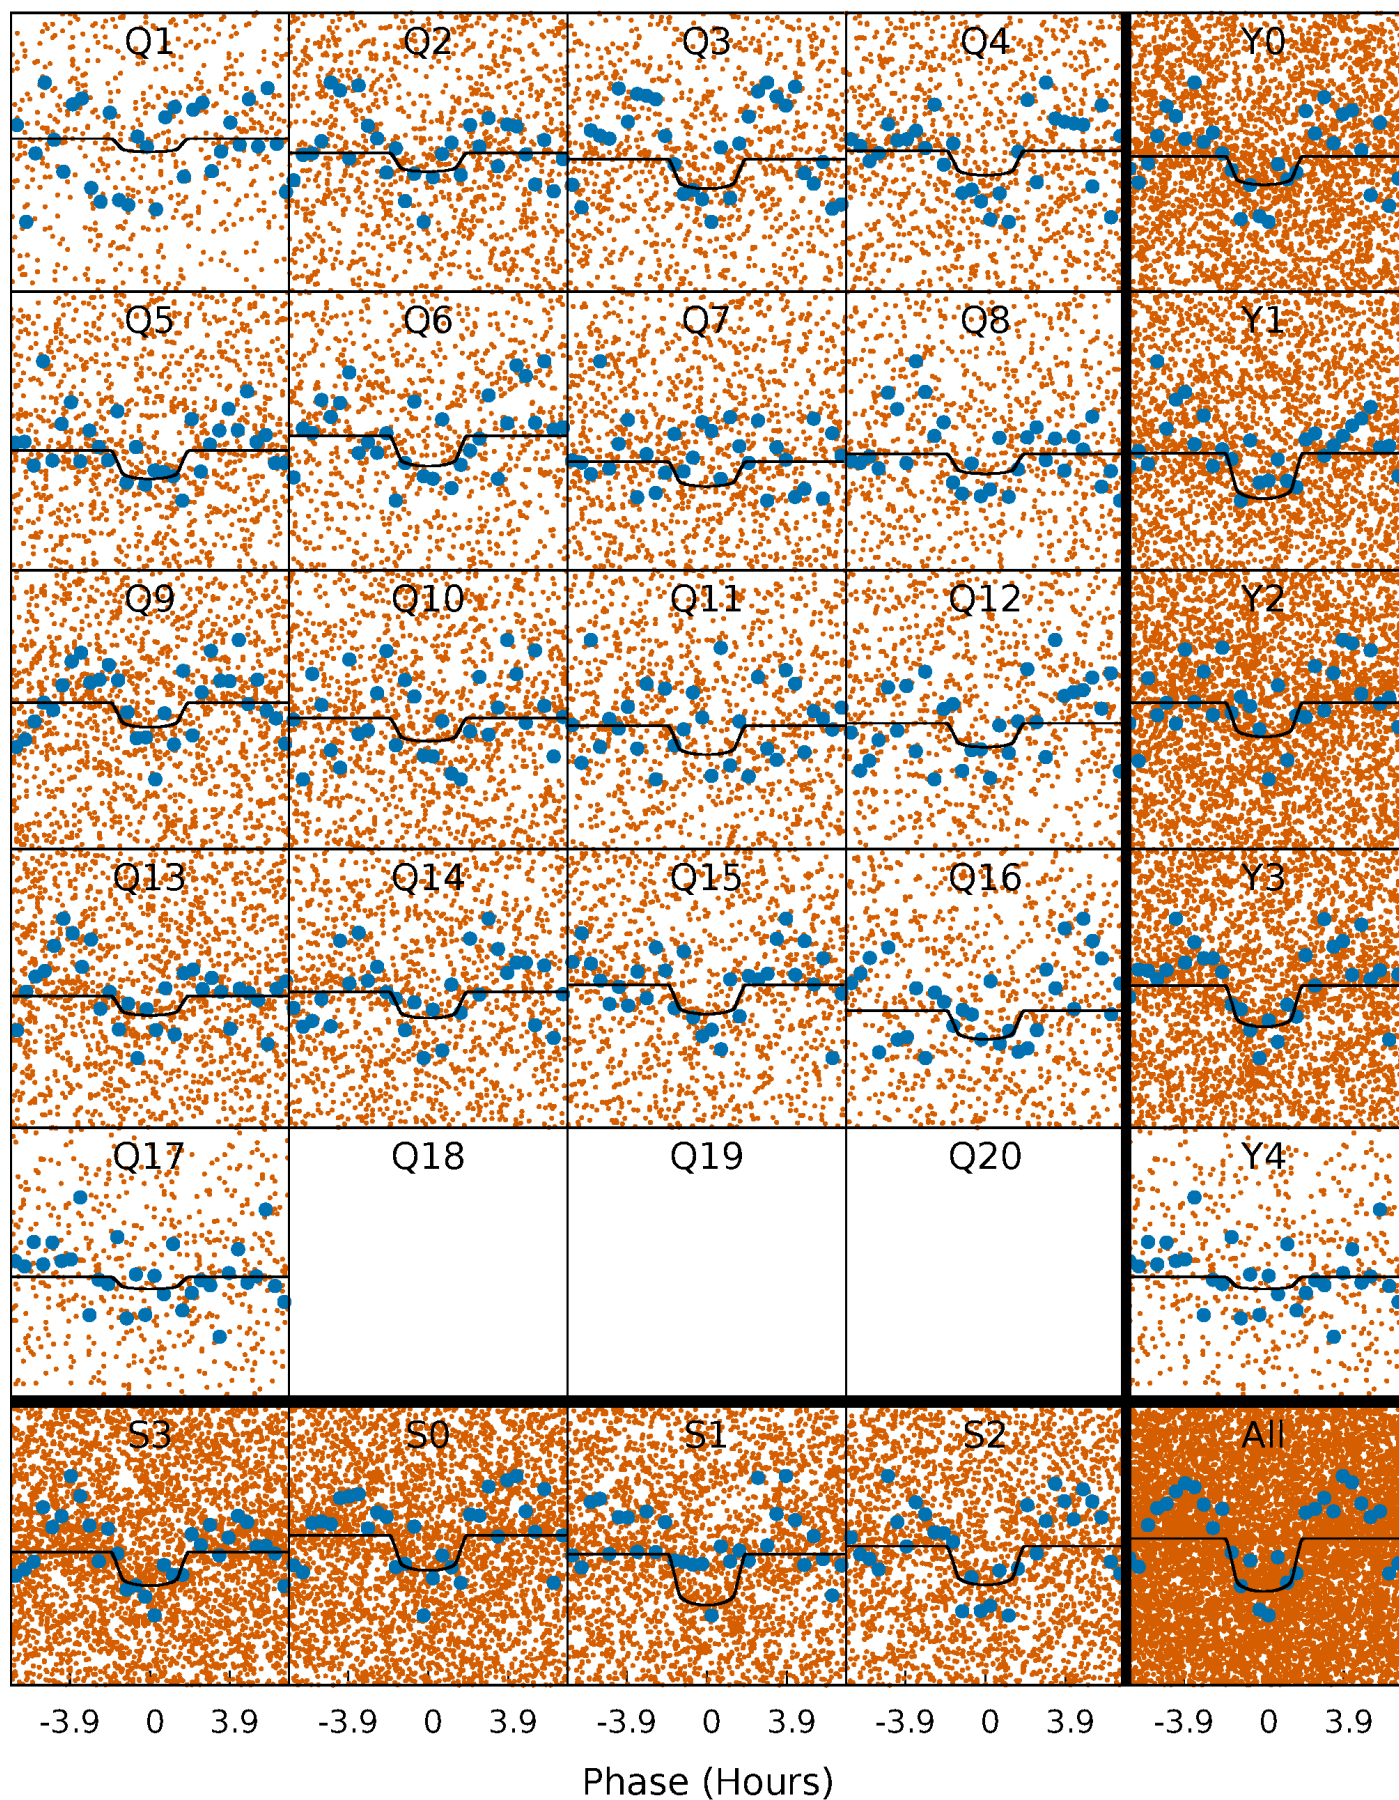 Q1 Q2 Q3 Q4 Y0
Q5 Q6 Q7 Q8 Y1
Q9 Q10 Q11 Q12 Y2
Q13 Q14 Q15 Q16 Y3
Q17 Q18 Q19 Q20 Y4
S3 S0 S1 S2 All
-3.9 0 3.9 -3.9 0 3.9 -3.9 0 3.9 -3.9 0 3.9 -3.9 0 3.9
Phase (Hours)